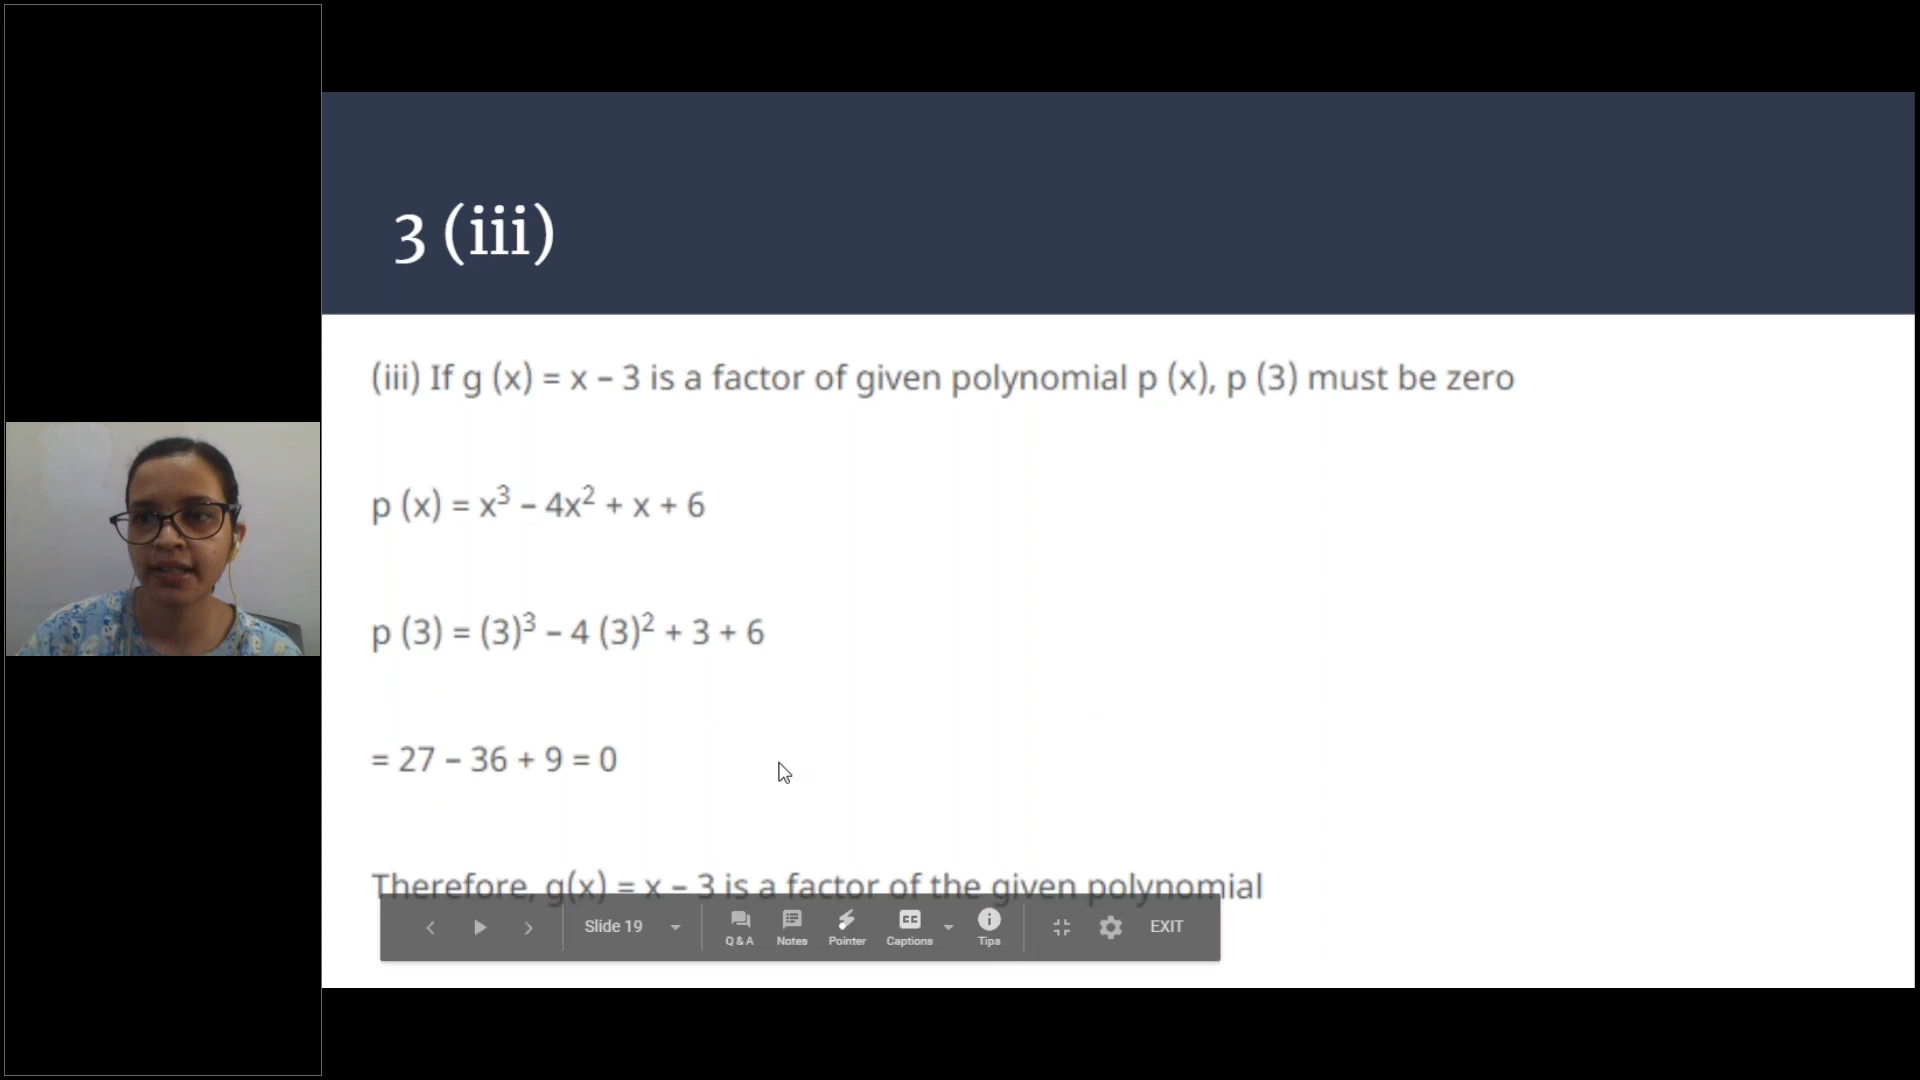 3 (iii)
(iii) If g (x) = x – 3 is a factor of given polynomial p (x), p (3) must be zero
p (x) = x³ – 4x² + x + 6
p (3) = (3)³ – 4 (3)² + 3 + 6
= 27 – 36 + 9 = 0
Therefore, g(x) = x – 3 is a factor of the given polynomial
Slide 19
Q & A Notes Pointer Captions Tips
EXIT